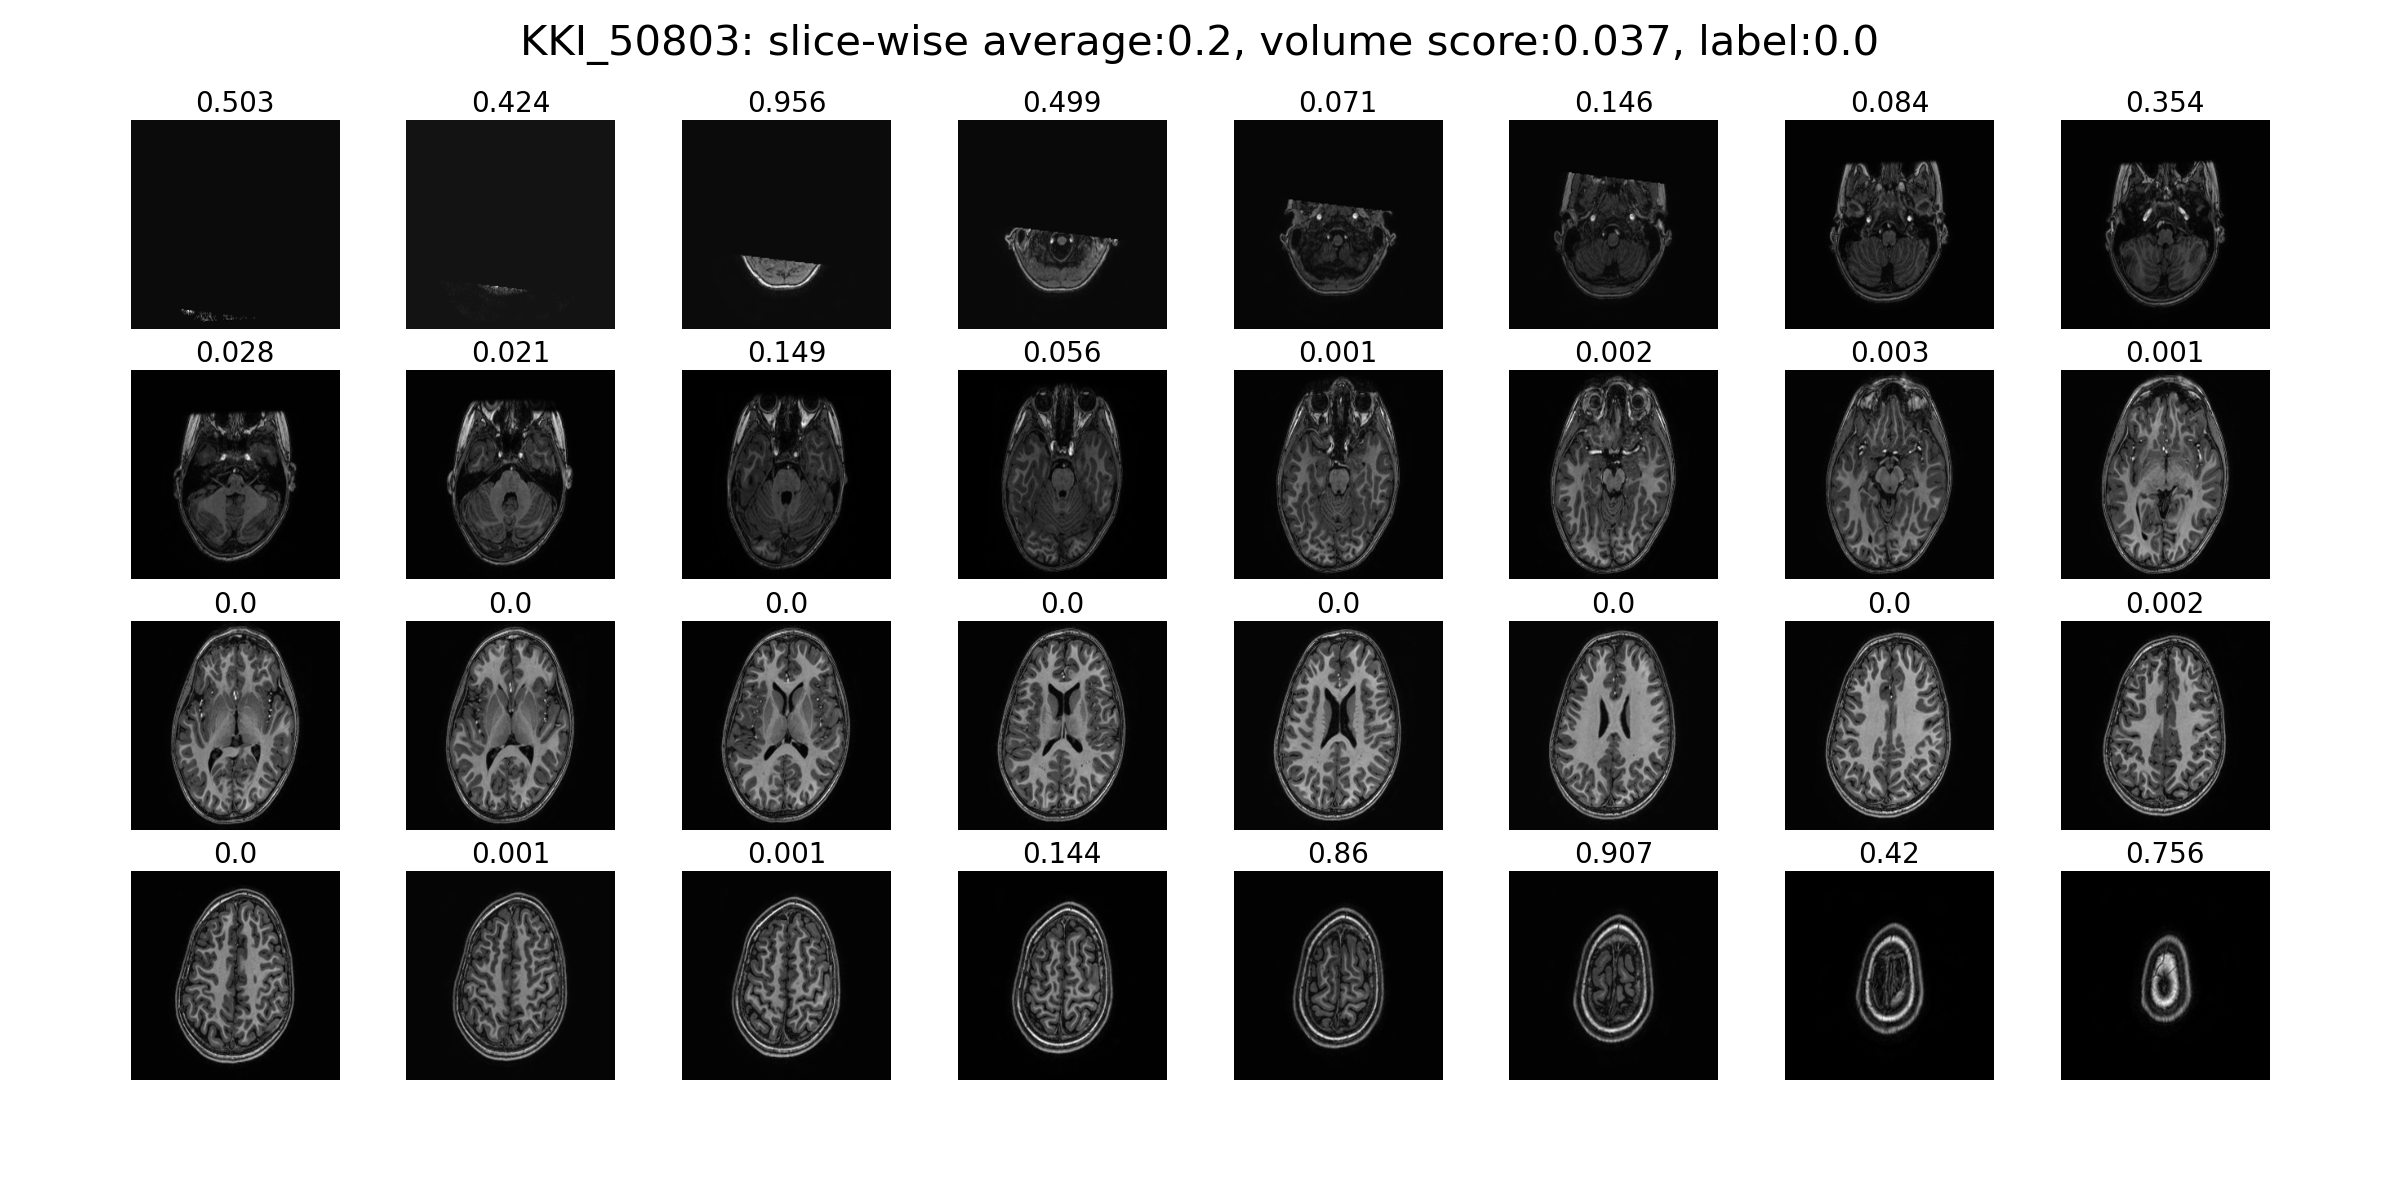 KKI_50803: slice-wise average:0.2, volume score:0.037, label:0.0
0.503 0.424 0.956 0.499 0.071 0.146 0.084 0.354
0.028 0.021 0.149 0.056 0.001 0.002 0.003 0.001
0.0 0.0 0.0 0.0 0.0 0.0 0.0 0.002
0.0 0.001 0.001 0.144 0.86 0.907 0.42 0.756